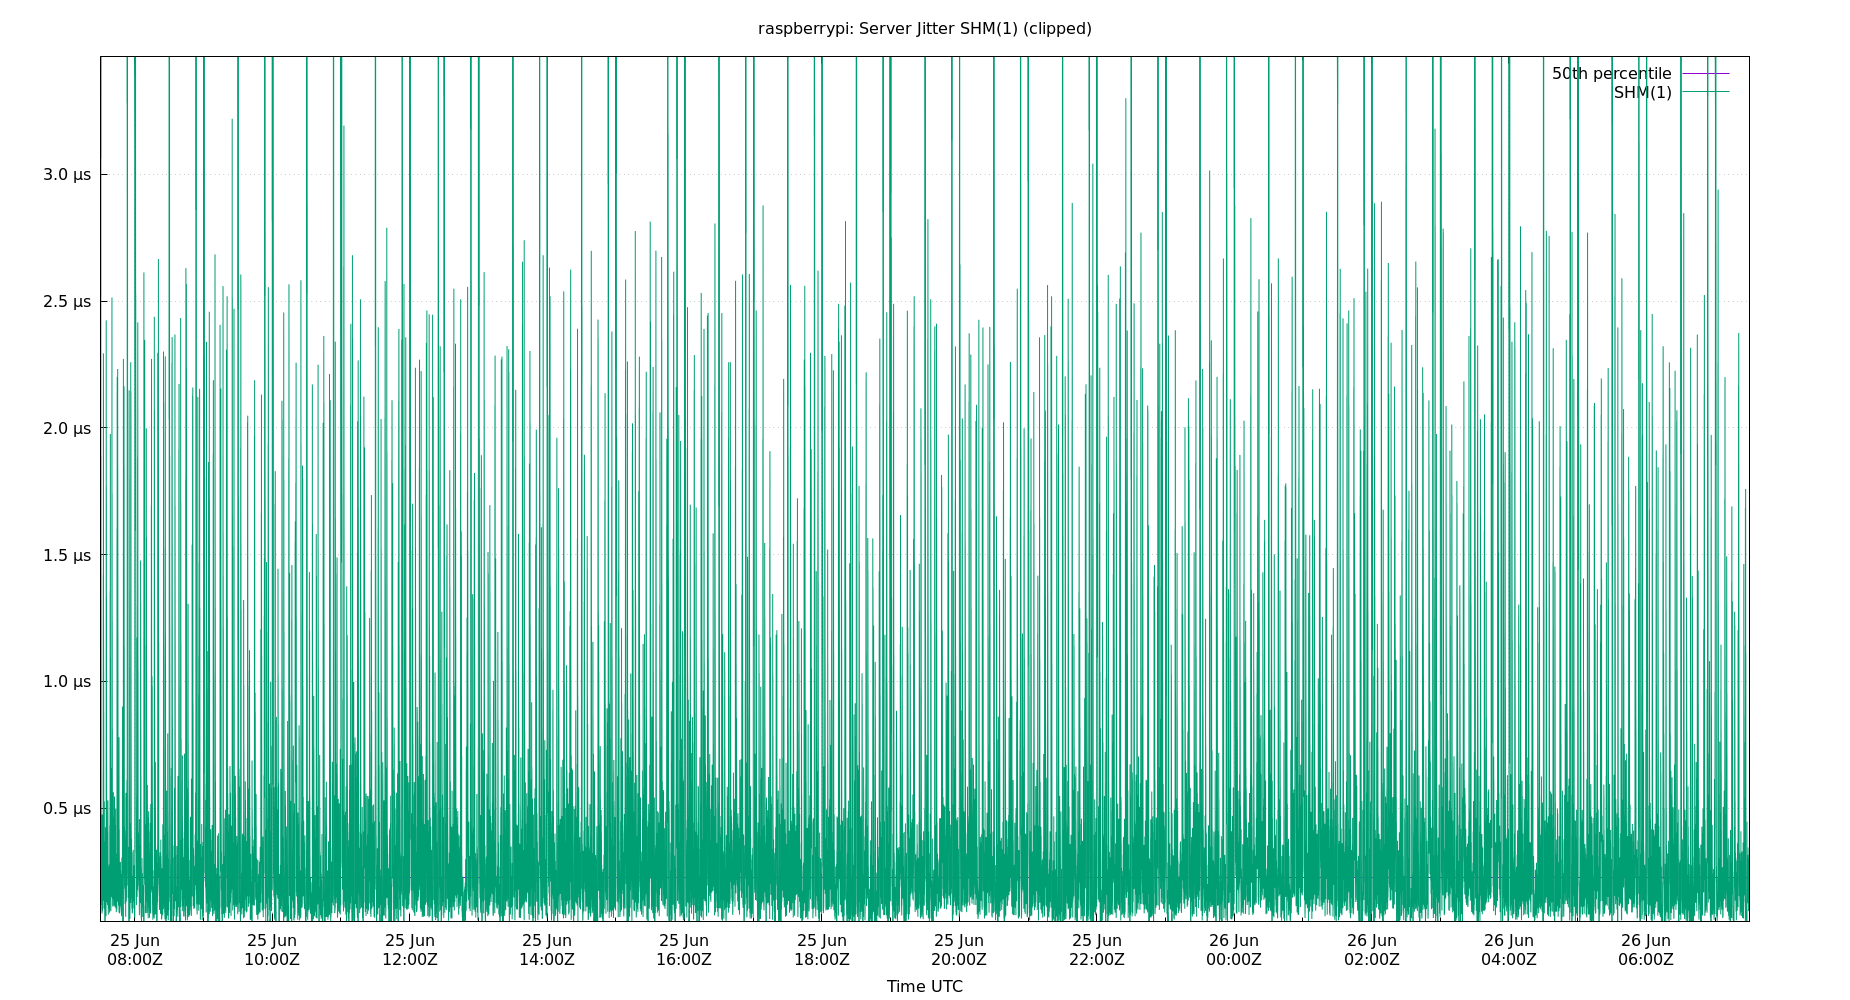 raspberrypi: Server Jitter SHM(1) (clipped)
50th percentile
SHM(1)
3.0 µs
2.5 µs
2.0 µs
1.5 µs
1.0 µs
0.5 µs
25 Jun 25 Jun 25 Jun 25 Jun 25 Jun 25 Jun 25 Jun 25 Jun 26 Jun 26 Jun 26 Jun 26 Jun
08:00Z 10:00Z 12:00Z 14:00Z 16:00Z 18:00Z 20:00Z 22:00Z 00:00Z 02:00Z 04:00Z 06:00Z
Time UTC